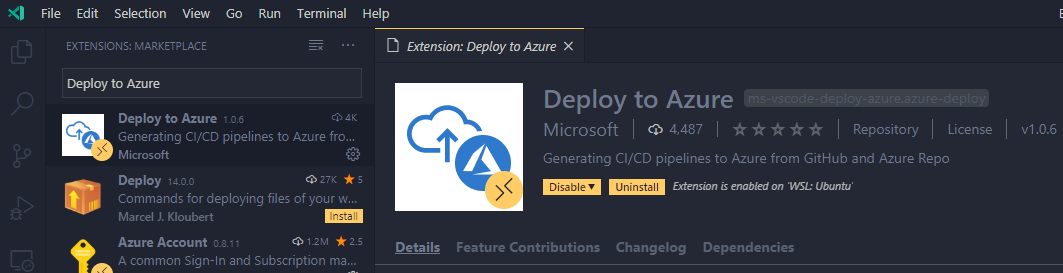 File Edit Selection View Go Run Terminal Help
EXTENSIONS: MARKETPLACE
Deploy to Azure
Deploy to Azure 1.0.6 4K
Generating CI/CD pipelines to Azure fro...
Microsoft
Deploy 14.0.0 27K 5
Commands for deploying files of your w...
Marcel J. Kloubert Install
Azure Account 0.8.11 1.2M 2.5
A common Sign-In and Subscription ma...
Extension: Deploy to Azure
Deploy to Azure ms-vscode-deploy-azure.azure-deploy
Microsoft 4,487 Repository License v1.0.6
Generating CI/CD pipelines to Azure from GitHub and Azure Repo
Disable Uninstall Extension is enabled on 'WSL: Ubuntu'
Details Feature Contributions Changelog Dependencies